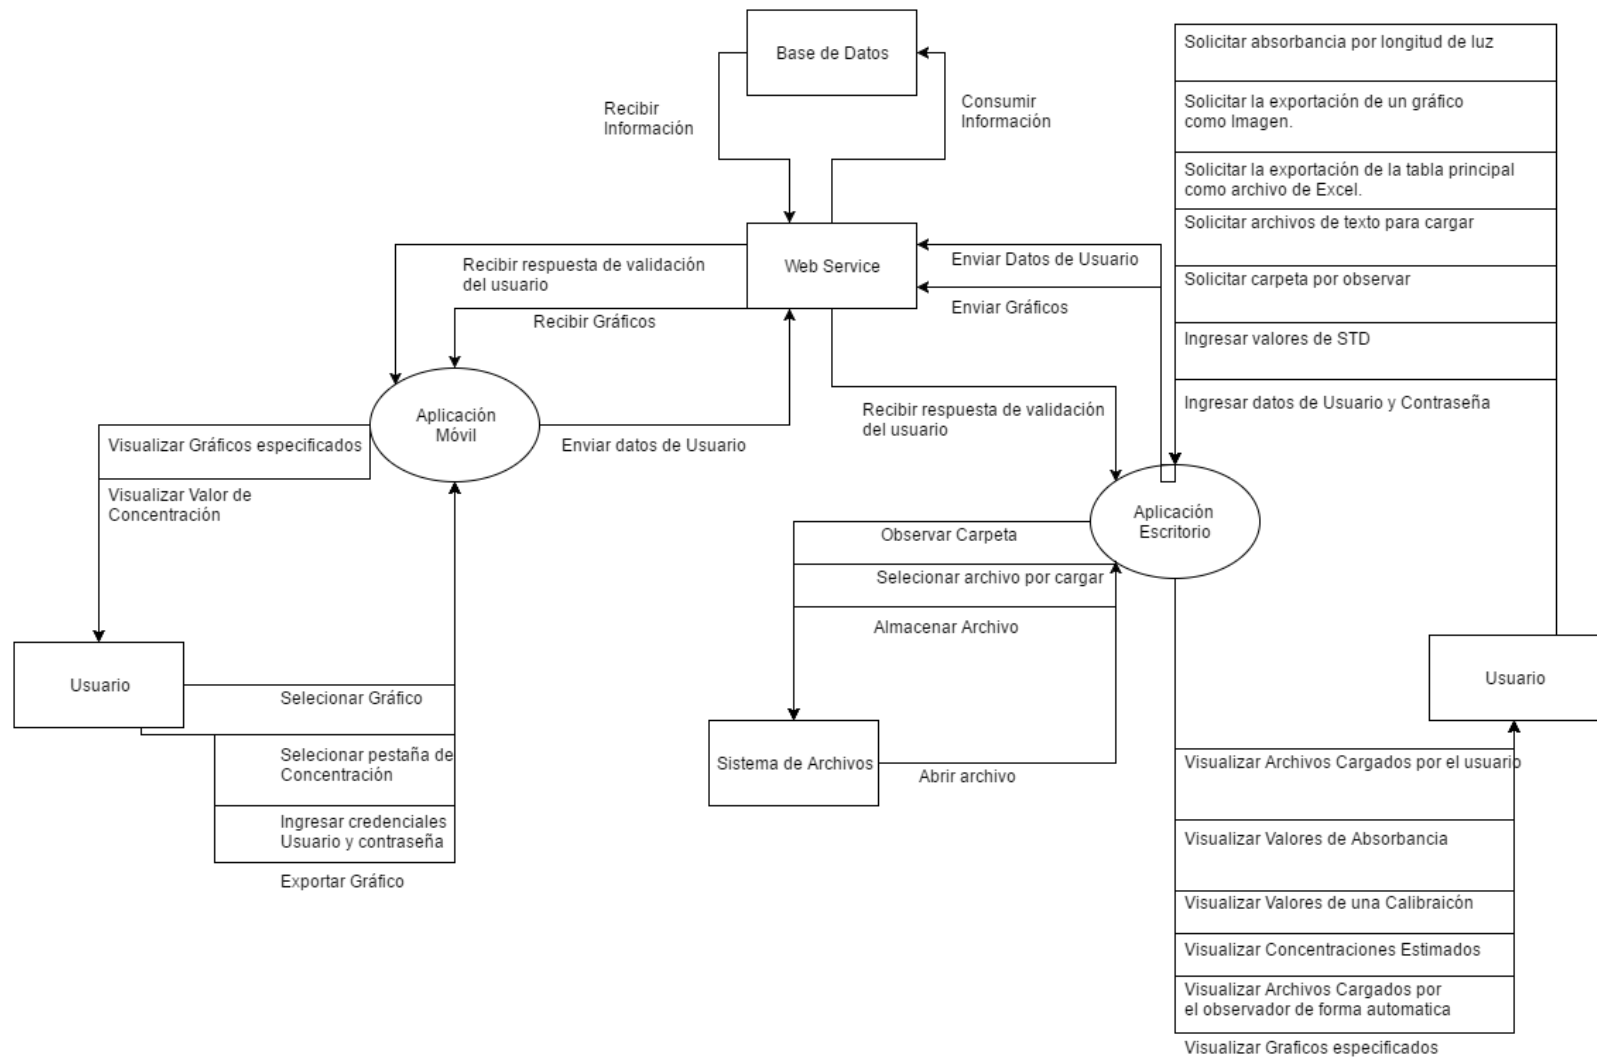 Base de Datos
Recibir
Información
Consumir
Información
Solicitar absorbancia por longitud de luz
Solicitar la exportación de un gráfico
como Imagen.
Solicitar la exportación de la tabla principal
como archivo de Excel.
Solicitar archivos de texto para cargar
Solicitar carpeta por observar
Ingresar valores de STD
Ingresar datos de Usuario y Contraseña
Web Service
Enviar Datos de Usuario
Enviar Gráficos
Recibir respuesta de validación
del usuario
Recibir Gráficos
Aplicación
Móvil
Enviar datos de Usuario
Recibir respuesta de validación
del usuario
Visualizar Gráficos especificados
Visualizar Valor de
Concentración
Aplicación
Escritorio
Observar Carpeta
Selecionar archivo por cargar
Almacenar Archivo
Usuario
Selecionar Gráfico
Selecionar pestaña de
Concentración
Ingresar credenciales
Usuario y contraseña
Exportar Gráfico
Sistema de Archivos
Abrir archivo
Usuario
Visualizar Archivos Cargados por el usuario
Visualizar Valores de Absorbancia
Visualizar Valores de una Calibraicón
Visualizar Concentraciones Estimados
Visualizar Archivos Cargados por
el observador de forma automatica
Visualizar Graficos especificados